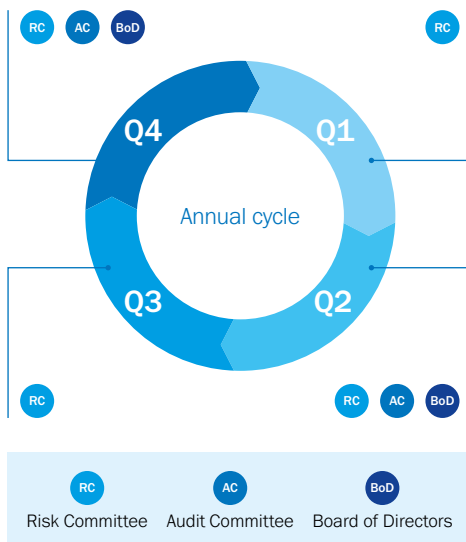 RC AC BoD RC
Q4 Q1
Annual cycle
Q3 Q2
RC RC AC BoD
RC AC BoD
Risk Committee Audit Committee Board of Directors